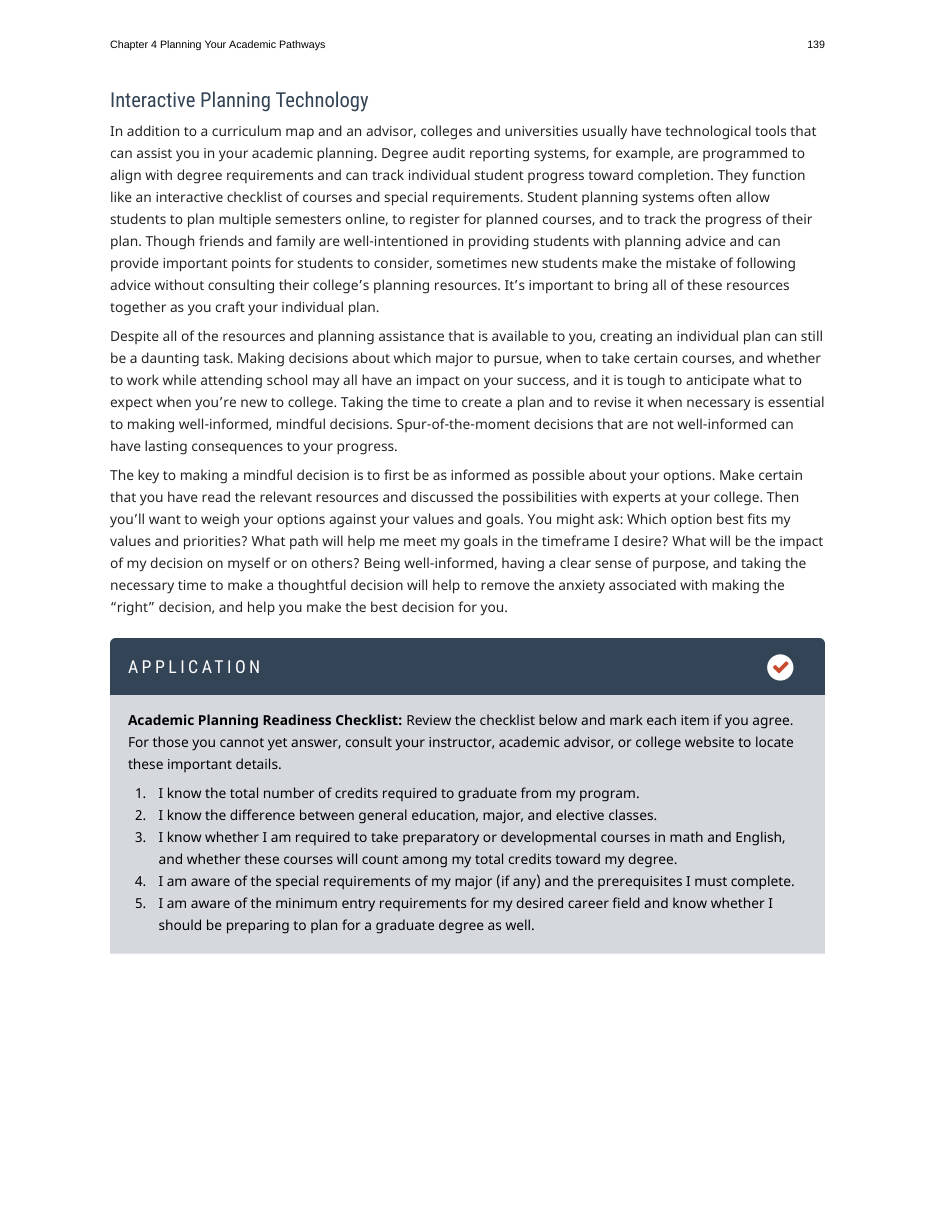 Chapter 4 Planning Your Academic Pathways 139
Interactive Planning Technology
In addition to a curriculum map and an advisor, colleges and universities usually have technological tools that
can assist you in your academic planning. Degree audit reporting systems, for example, are programmed to
align with degree requirements and can track individual student progress toward completion. They function
like an interactive checklist of courses and special requirements. Student planning systems often allow
students to plan multiple semesters online, to register for planned courses, and to track the progress of their
plan. Though friends and family are well-intentioned in providing students with planning advice and can
provide important points for students to consider, sometimes new students make the mistake of following
advice without consulting their college’s planning resources. It’s important to bring all of these resources
together as you craft your individual plan.
Despite all of the resources and planning assistance that is available to you, creating an individual plan can still
be a daunting task. Making decisions about which major to pursue, when to take certain courses, and whether
to work while attending school may all have an impact on your success, and it is tough to anticipate what to
expect when you’re new to college. Taking the time to create a plan and to revise it when necessary is essential
to making well-informed, mindful decisions. Spur-of-the-moment decisions that are not well-informed can
have lasting consequences to your progress.
The key to making a mindful decision is to first be as informed as possible about your options. Make certain
that you have read the relevant resources and discussed the possibilities with experts at your college. Then
you’ll want to weigh your options against your values and goals. You might ask: Which option best fits my
values and priorities? What path will help me meet my goals in the timeframe I desire? What will be the impact
of my decision on myself or on others? Being well-informed, having a clear sense of purpose, and taking the
necessary time to make a thoughtful decision will help to remove the anxiety associated with making the
“right” decision, and help you make the best decision for you.
APPLICATION
Academic Planning Readiness Checklist: Review the checklist below and mark each item if you agree.
For those you cannot yet answer, consult your instructor, academic advisor, or college website to locate
these important details.
1. I know the total number of credits required to graduate from my program.
2. I know the difference between general education, major, and elective classes.
3. I know whether I am required to take preparatory or developmental courses in math and English,
and whether these courses will count among my total credits toward my degree.
4. I am aware of the special requirements of my major (if any) and the prerequisites I must complete.
5. I am aware of the minimum entry requirements for my desired career field and know whether I
should be preparing to plan for a graduate degree as well.